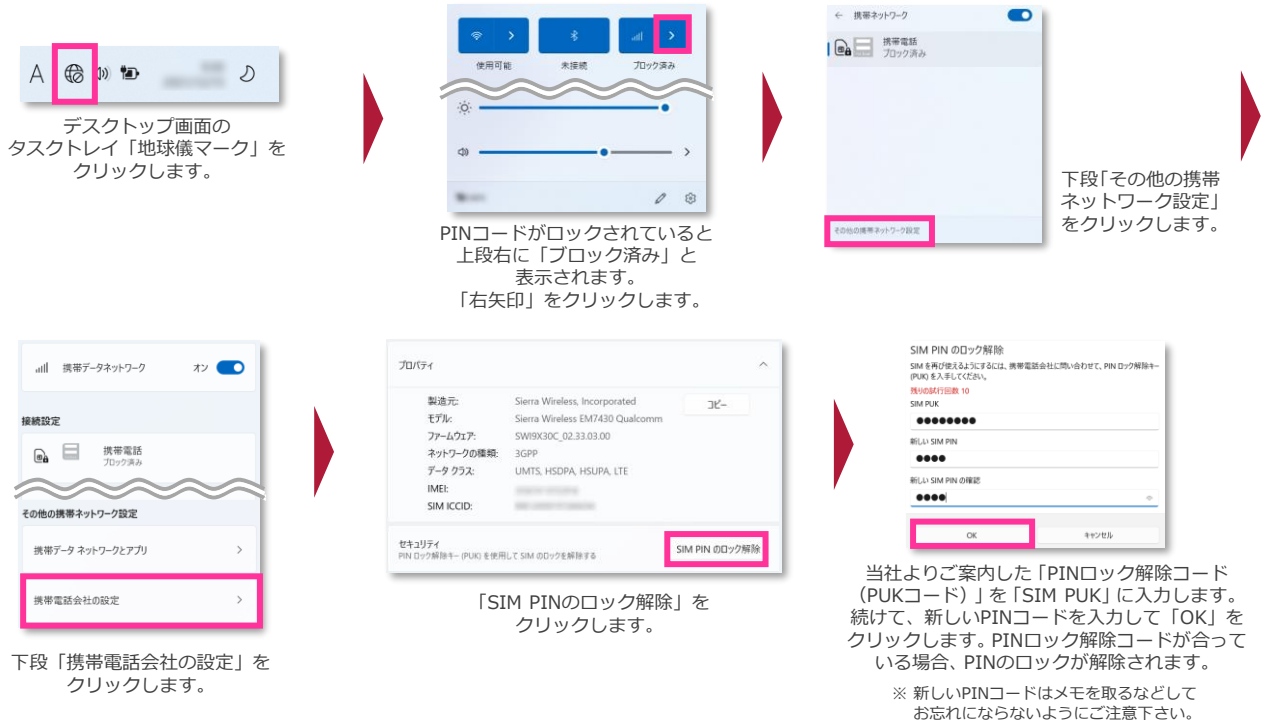 A
デスクトップ画面の
タスクトレイ「地球儀マーク」を
クリックします。
使用可能
未接続
ブロック済み
PINコードがロックされていると
上段右に「ブロック済み」と
表示されます。
「右矢印」をクリックします。
携帯ネットワーク
携帯電話
ブロック済み
その他の携帯ネットワーク設定
下段「その他の携帯
ネットワーク設定」
をクリックします。
携帯データネットワーク
オン
接続設定
携帯電話
ブロック済み
その他の携帯ネットワーク設定
携帯データ ネットワークとアプリ
携帯電話会社の設定
下段「携帯電話会社の設定」を
クリックします。
プロパティ
製造元: Sierra Wireless, Incorporated
コピー
モデル: Sierra Wireless EM7430 Qualcomm
ファームウェア: SWI9X30C_02.33.03.00
ネットワークの種類: 3GPP
データ クラス: UMTS, HSDPA, HSUPA, LTE
IMEI:
SIM ICCID:
セキュリティ
PIN ロック解除キー (PUK) を使用して SIM のロックを解除する
SIM PIN のロック解除
「SIM PINのロック解除」を
クリックします。
SIM PIN のロック解除
SIM を再び使えるようにするには、携帯電話会社に問い合わせて、PIN ロック解除キー
(PUK) を入手してください。
残りの試行回数 10
SIM PUK
●●●●●●●●
新しい SIM PIN
●●●●
新しい SIM PIN の確認
●●●●
OK
キャンセル
当社よりご案内した「PINロック解除コード
（PUKコード）」を「SIM PUK」に入力します。
続けて、新しいPINコードを入力して「OK」を
クリックします。PINロック解除コードが合って
いる場合、PINのロックが解除されます。
※ 新しいPINコードはメモを取るなどして
お忘れにならないようにご注意下さい。